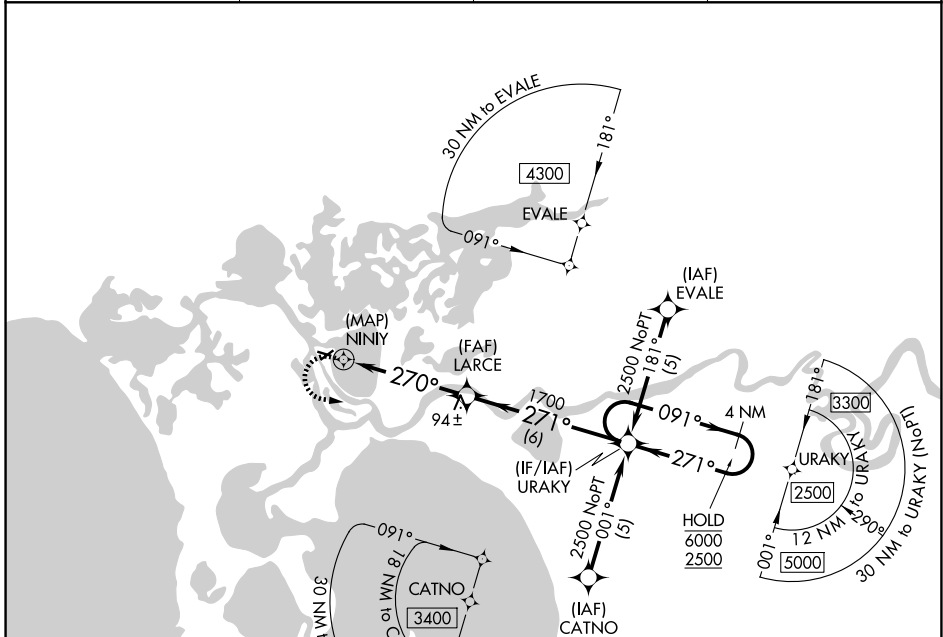 30 NM to EVALE
181°
4300
EVALE
091°
(IAF)
EVALE
(MAP)
NINIY
(FAF)
LARCE
2500 NoPT
181°
(5)
270°
94±
1700
271°
(6)
091°
4 NM
271°
(IF/IAF)
URAKY
HOLD
6000
2500
2500 NoPT
001°
(5)
(IAF)
CATNO
181°
3300
URAKY
2500
12 NM to URAKY
290°
30 NM to URAKY (NoPT)
001°
5000
091°
18 NM to C
30 NM t
CATNO
3400